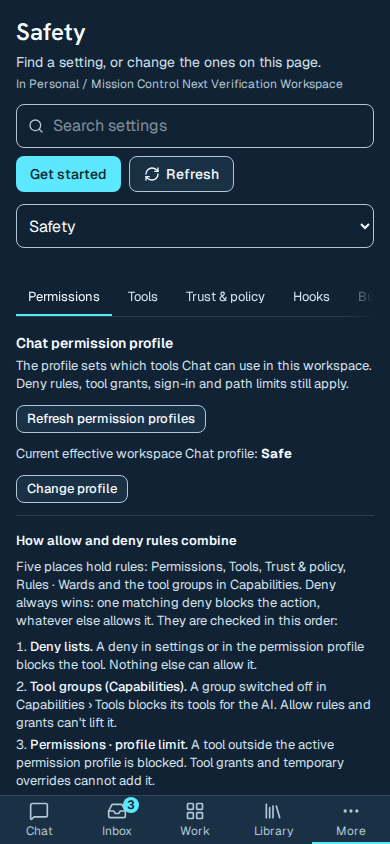 Safety
Find a setting, or change the ones on this page.
In Personal / Mission Control Next Verification Workspace
Search settings
Get started
Refresh
Safety
Permissions Tools Trust & policy Hooks
Chat permission profile
The profile sets which tools Chat can use in this workspace.
Deny rules, tool grants, sign-in and path limits still apply.
Refresh permission profiles
Current effective workspace Chat profile: Safe
Change profile
How allow and deny rules combine
Five places hold rules: Permissions, Tools, Trust & policy,
Rules · Wards and the tool groups in Capabilities. Deny
always wins: one matching deny blocks the action,
whatever else allows it. They are checked in this order:
1. Deny lists. A deny in settings or in the permission profile
blocks the tool. Nothing else can allow it.
2. Tool groups (Capabilities). A group switched off in
Capabilities › Tools blocks its tools for the AI. Allow rules and
grants can't lift it.
3. Permissions · profile limit. A tool outside the active
permission profile is blocked. Tool grants and temporary
overrides cannot add it.
3
Chat Inbox Work Library More